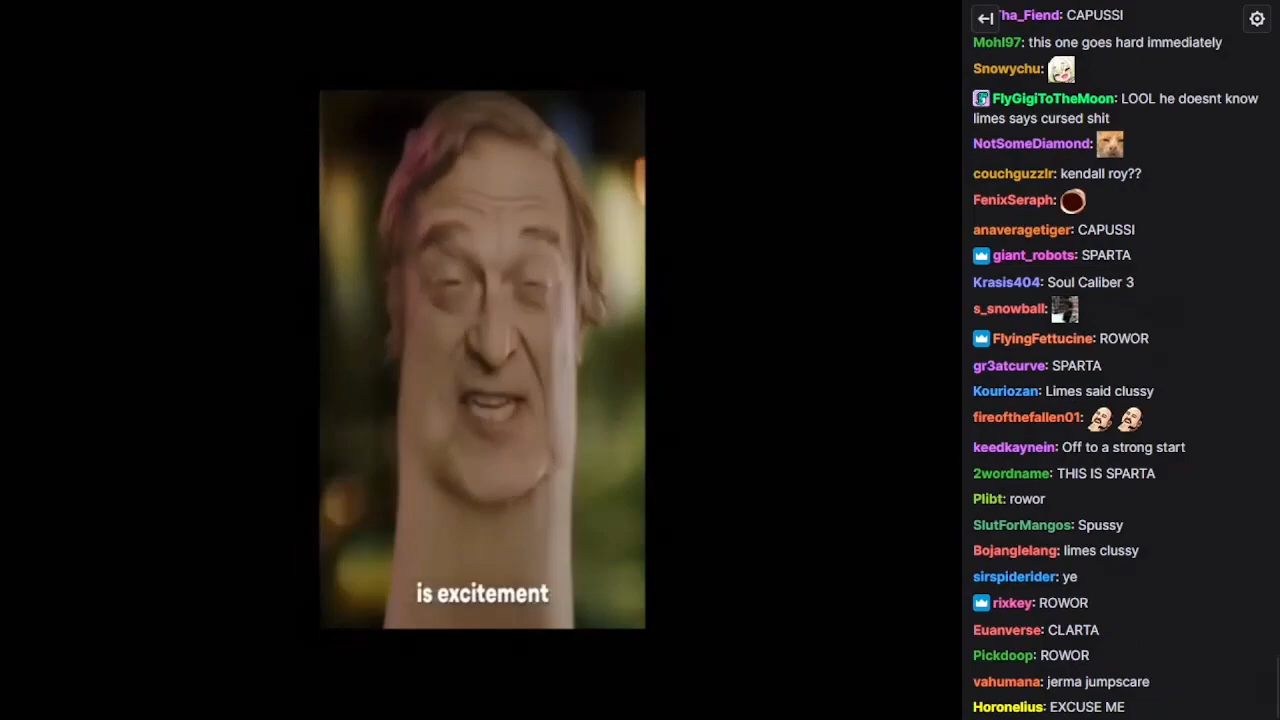 Tha_Fiend: CAPUSSI
Mohl97: this one goes hard immediately
Snowychu:
FlyGigiToTheMoon: LOOL he doesnt know
limes says cursed shit
NotSomeDiamond:
couchguzzlr: kendall roy??
FenixSeraph:
anaveragetiger: CAPUSSI
giant_robots: SPARTA
Krasis404: Soul Caliber 3
s_snowball:
FlyingFettucine: ROWOR
gr3atcurve: SPARTA
Kouriozan: Limes said clussy
fireofthefallen01:
keedkaynein: Off to a strong start
2wordname: THIS IS SPARTA
Plibt: rowor
SlutForMangos: Spussy
Bojanglelang: limes clussy
sirspiderider: ye
rixkey: ROWOR
Euanverse: CLARTA
Pickdoop: ROWOR
vahumana: jerma jumpscare
Horonelius: EXCUSE ME
is excitement